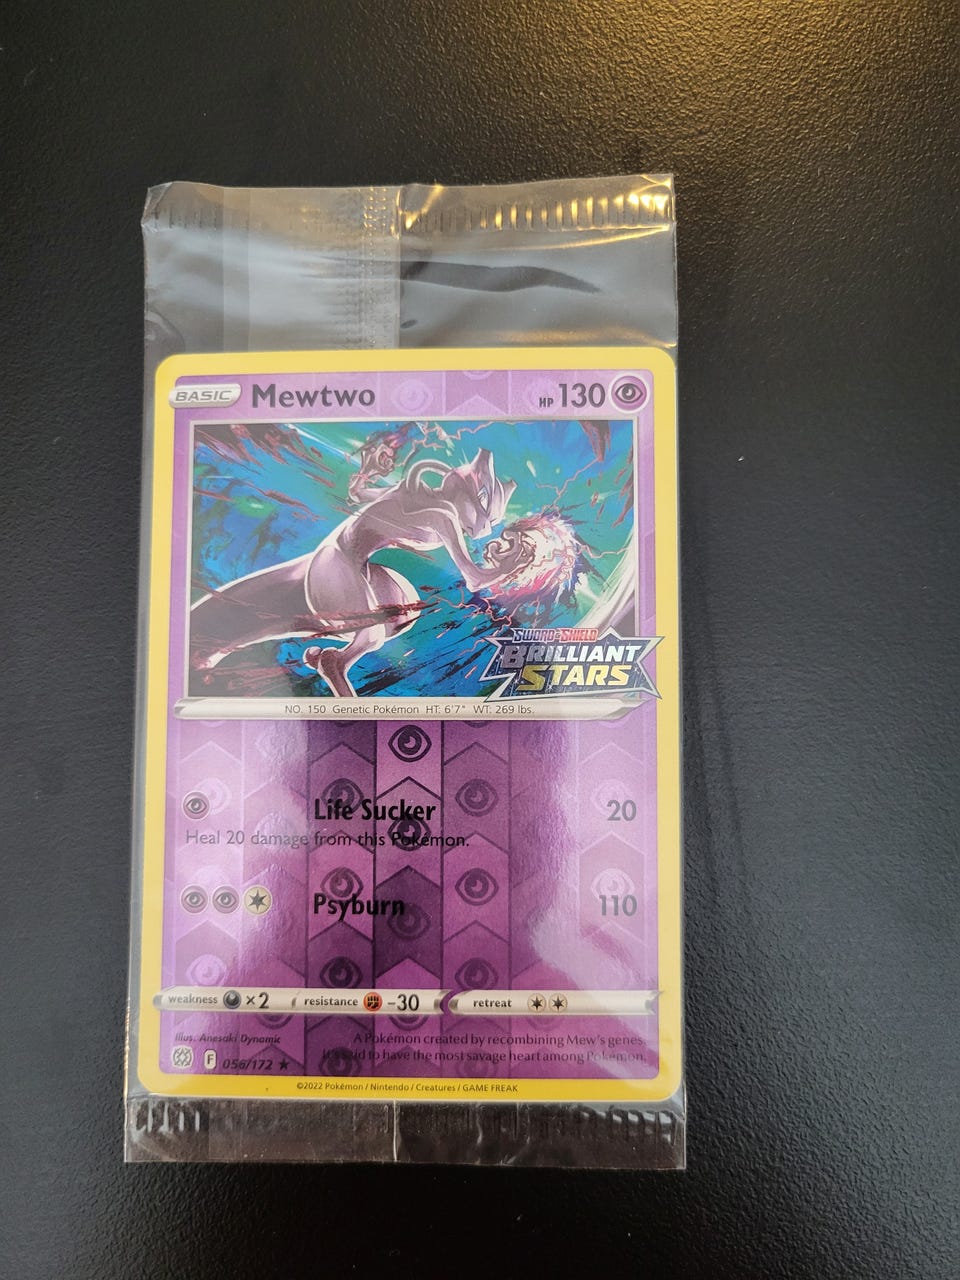 BASIC Mewtwo HP 130
SWORD & SHIELD
BRILLIANT
STARS
NO. 150 Genetic Pokémon HT: 6'7" WT: 269 lbs.
Life Sucker 20
Heal 20 damage from this Pokémon.
Psyburn 110
weakness ×2 resistance -30 retreat
Illus. Anesaki Dynamic
A Pokémon created by recombining Mew's genes.
It's said to have the most savage heart among Pokémon.
F 056/172 ★
©2022 Pokémon / Nintendo / Creatures / GAME FREAK